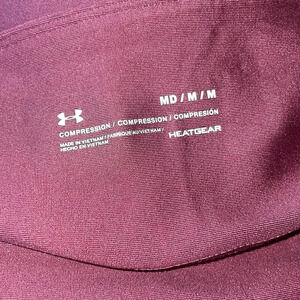 MD / M / M
COMPRESSION / COMPRESSION / COMPRESIÓN
MADE IN VIETNAM / FABRIQUÉ AU VIETNAM /
HECHO EN VIETNAM
HEATGEAR